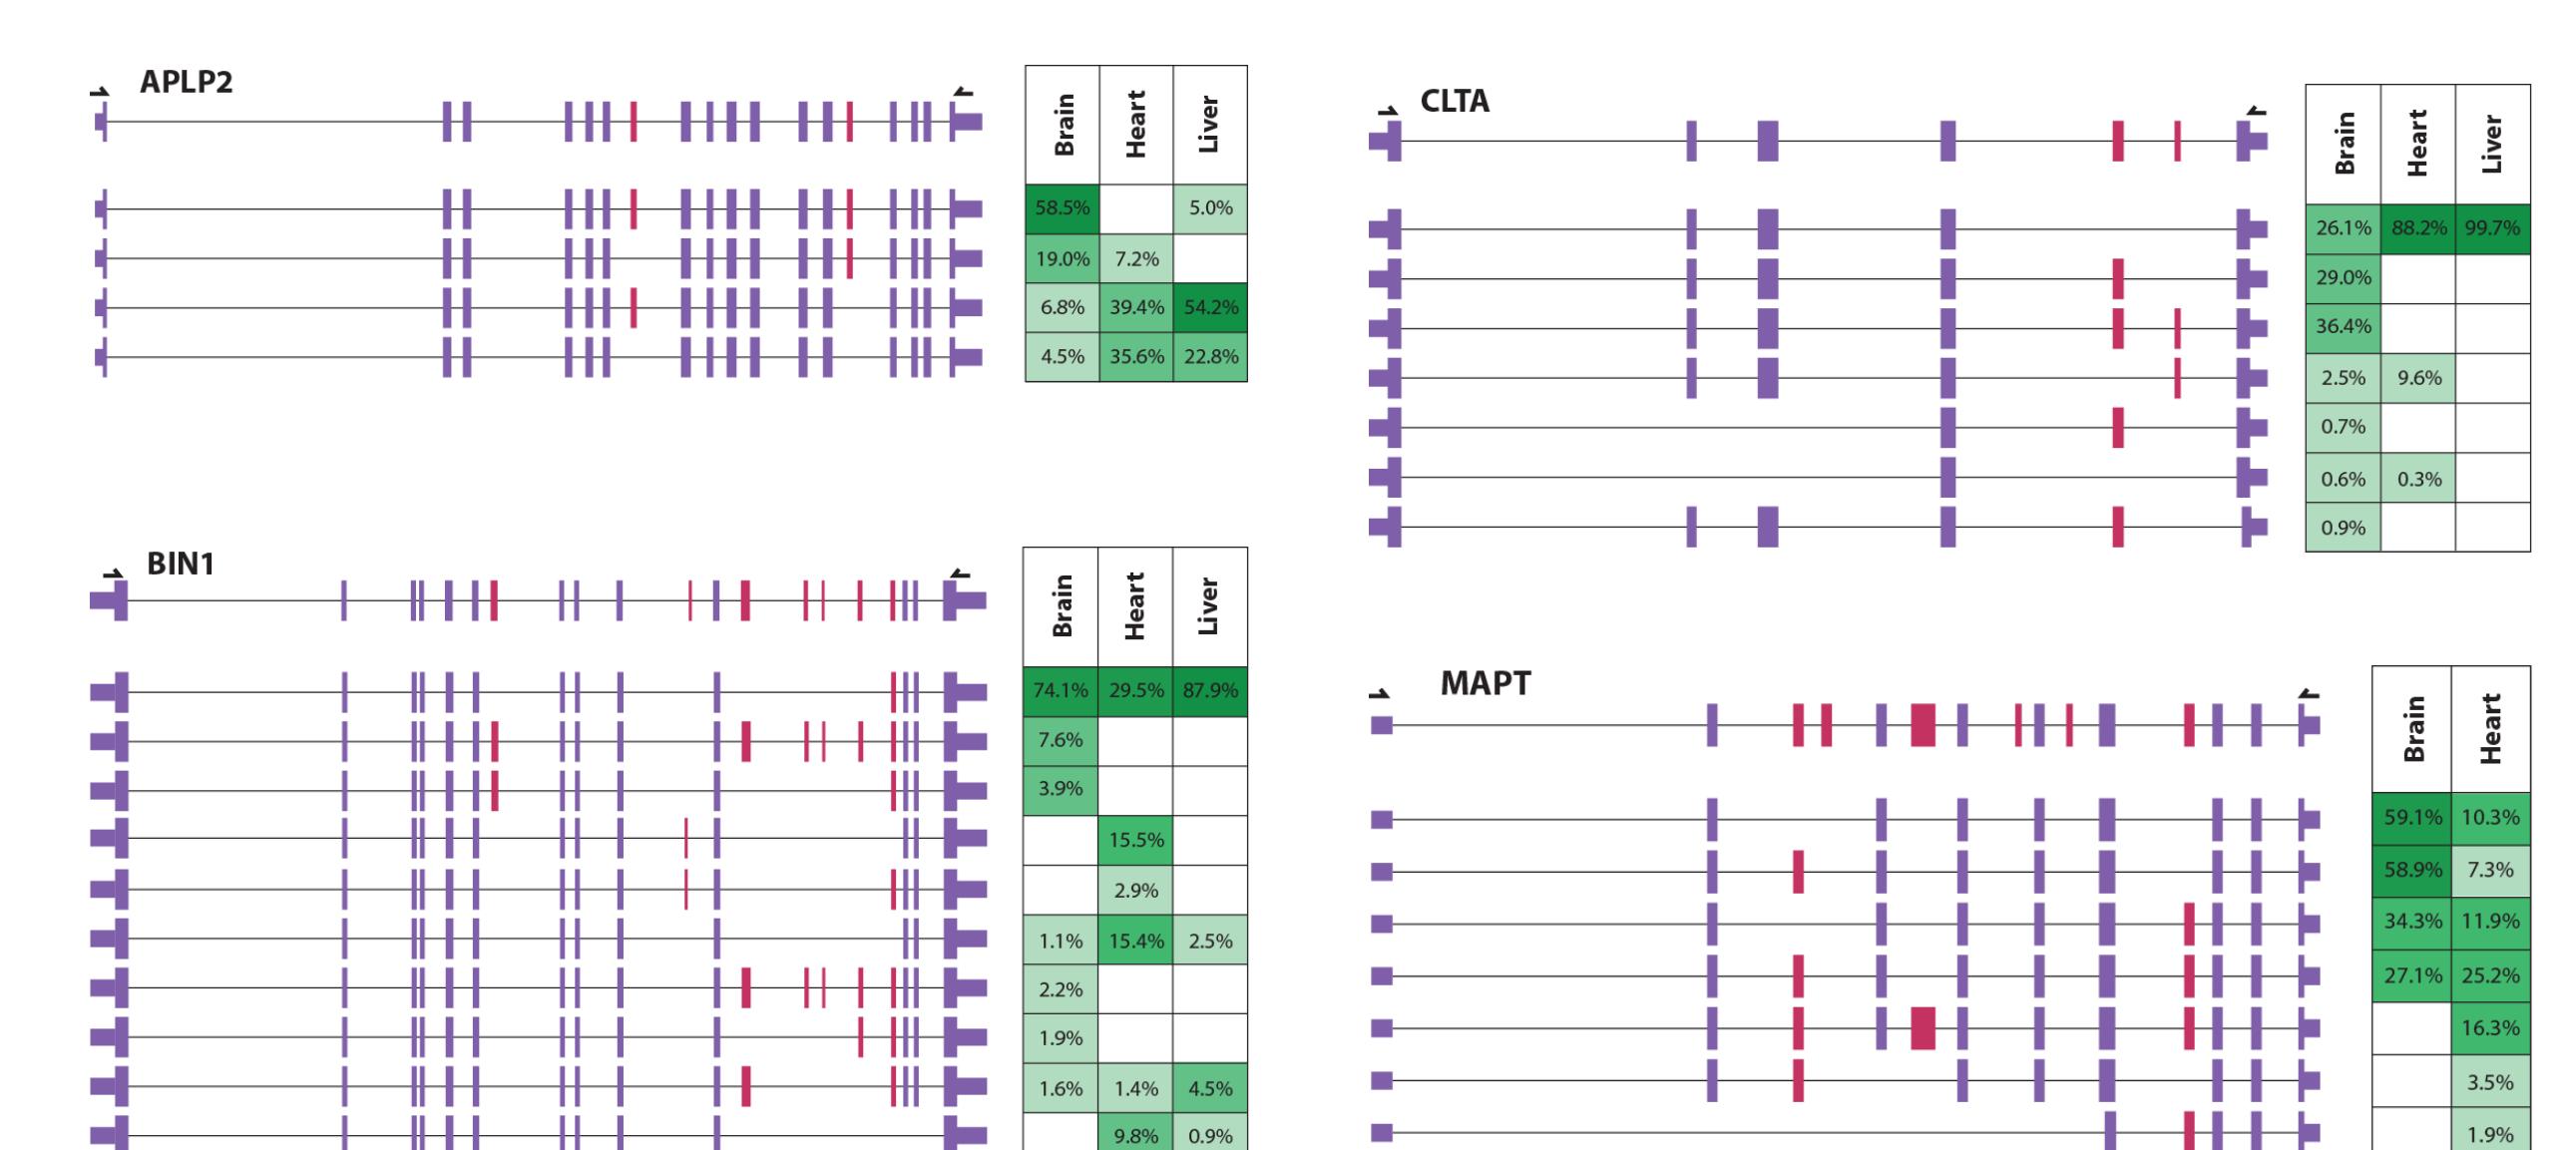 APLP2
Brain Heart Liver
58.5% 5.0%
19.0% 7.2%
6.8% 39.4% 54.2%
4.5% 35.6% 22.8%
CLTA
Brain Heart Liver
26.1% 88.2% 99.7%
29.0%
36.4%
2.5% 9.6%
0.7%
0.6% 0.3%
0.9%
BIN1
Brain Heart Liver
74.1% 29.5% 87.9%
7.6%
3.9%
15.5%
2.9%
1.1% 15.4% 2.5%
2.2%
1.9%
1.6% 1.4% 4.5%
9.8% 0.9%
MAPT
Brain Heart
59.1% 10.3%
58.9% 7.3%
34.3% 11.9%
27.1% 25.2%
16.3%
3.5%
1.9%